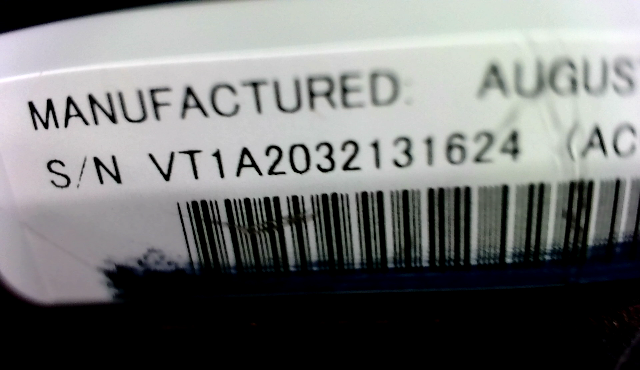 MANUFACTURED: AUGUS
S/N VT1A2032131624 (AC